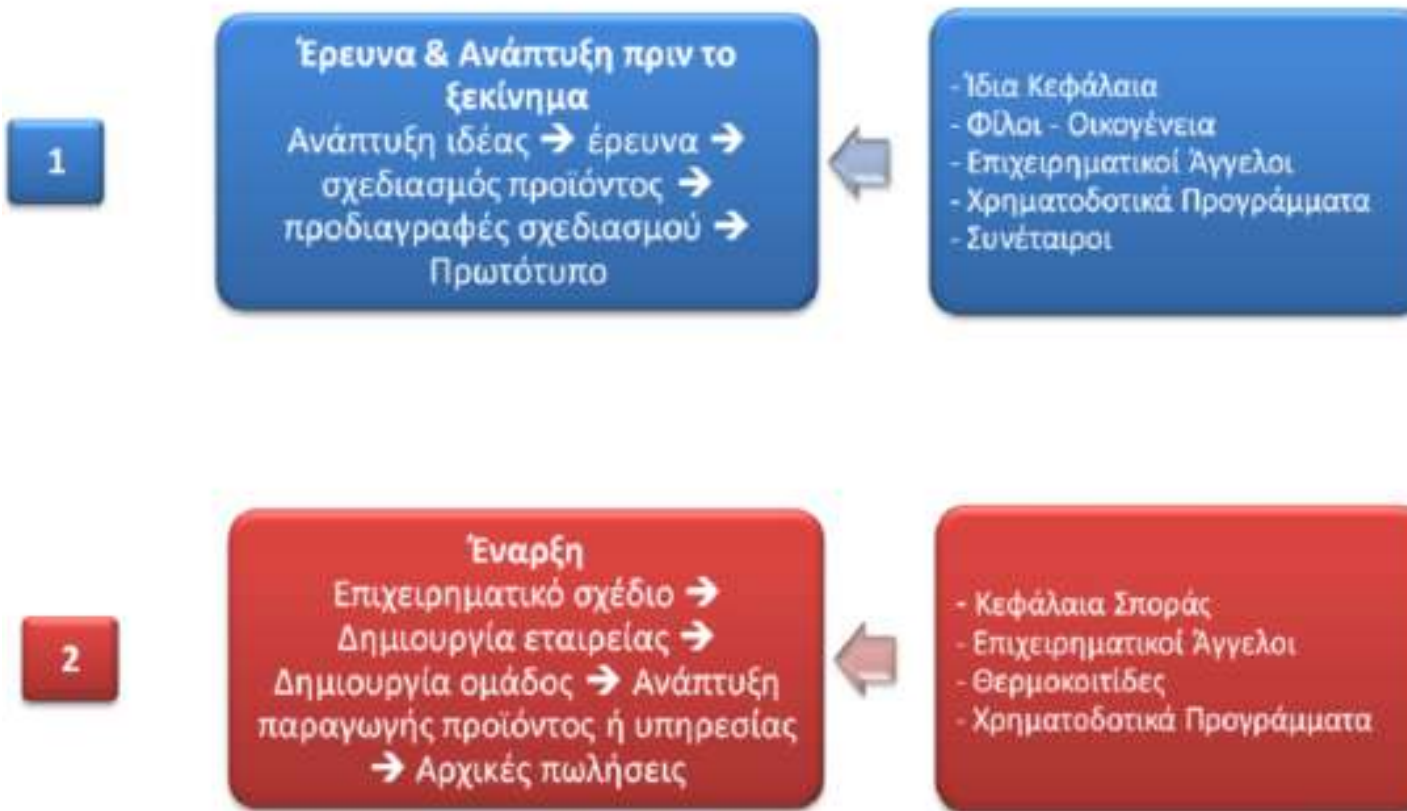 1
Έρευνα & Ανάπτυξη πριν το
ξεκίνημα
Ανάπτυξη ιδέας ➔ έρευνα ➔
σχεδιασμός προϊόντος ➔
προδιαγραφές σχεδιασμού ➔
Πρωτότυπο
- Ίδια Κεφάλαια
- Φίλοι - Οικογένεια
- Επιχειρηματικοί Άγγελοι
- Χρηματοδοτικά Προγράμματα
- Συνέταιροι
2
Έναρξη
Επιχειρηματικό σχέδιο ➔
Δημιουργία εταιρείας ➔
Δημιουργία ομάδος ➔ Ανάπτυξη
παραγωγής προϊόντος ή υπηρεσίας
➔ Αρχικές πωλήσεις
- Κεφάλαια Σποράς
- Επιχειρηματικοί Άγγελοι
- Θερμοκοιτίδες
- Χρηματοδοτικά Προγράμματα